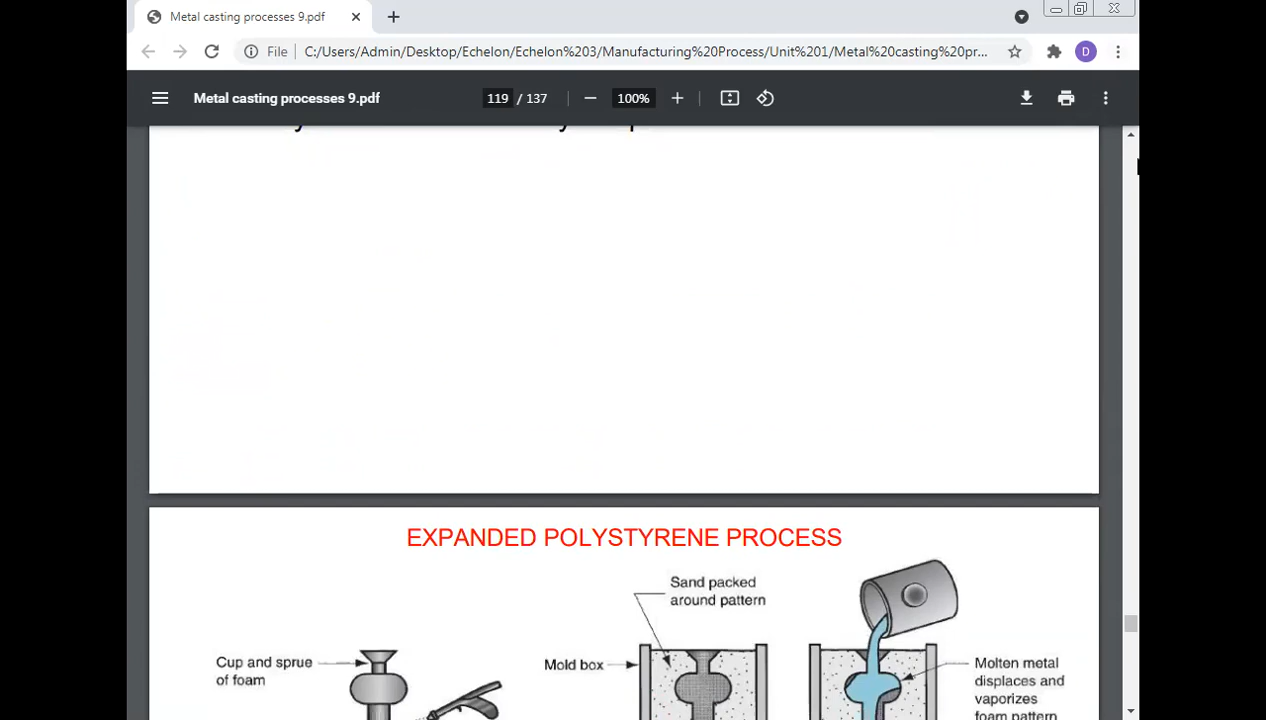 Metal casting processes 9.pdf
File
C:/Users/Admin/Desktop/Echelon/Echelon%203/Manufacturing%20Process/Unit%201/Metal%20casting%20pr...
D
Metal casting processes 9.pdf
119 / 137
100%
EXPANDED POLYSTYRENE PROCESS
Sand packed
around pattern
Cup and sprue
of foam
Mold box
Molten metal
displaces and
vaporizes
foam pattern